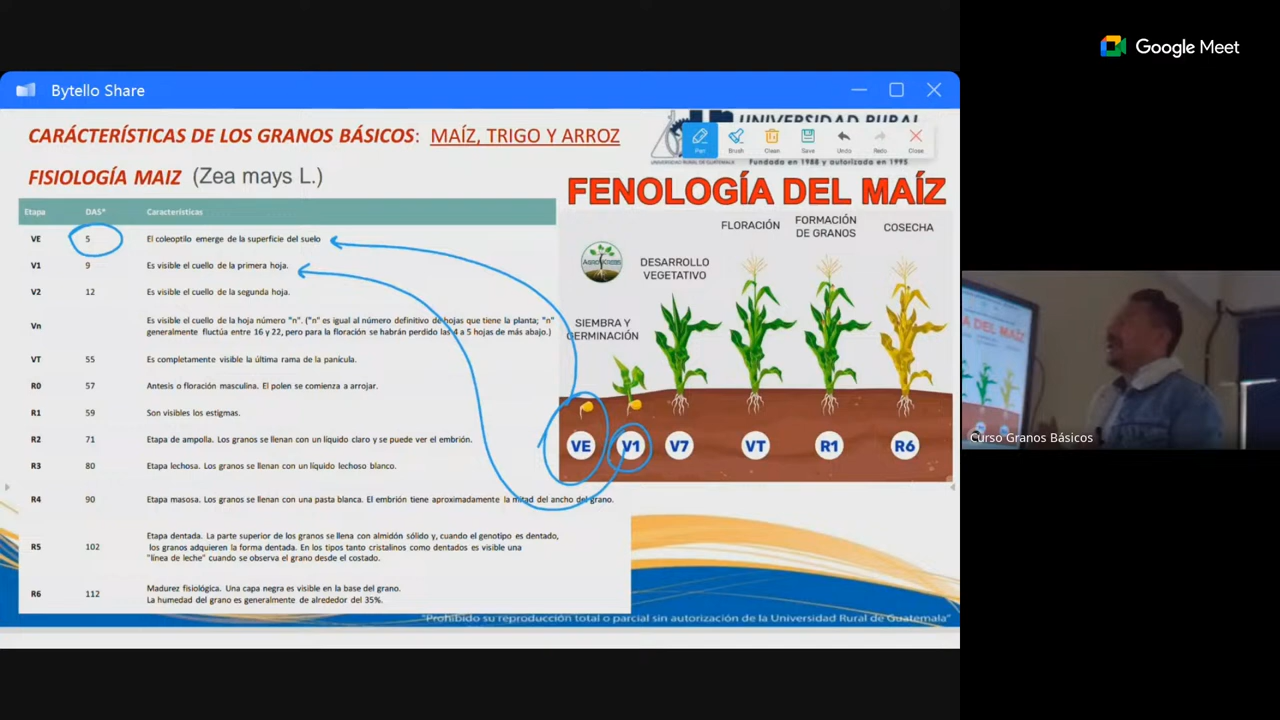 Google Meet
Bytello Share
CARÁCTERÍSTICAS DE LOS GRANOS BÁSICOS: MAÍZ, TRIGO Y ARROZ
UNIVERSIDAD RURAL
UNIVERSIDAD RURAL DE GUATEMALA
Fundada en 1988 y autorizado en 1995
Pen Brush Clean Save Undo Redo Close
FISIOLOGÍA MAIZ (Zea mays L.)
Etapa DAS* Características
VE 5 El coleoptilo emerge de la superficie del suelo
V1 9 Es visible el cuello de la primera hoja.
V2 12 Es visible el cuello de la segunda hoja.
Vn Es visible el cuello de la hoja número "n". ("n" es igual al número definitivo de hojas que tiene la planta; "n"
generalmente fluctúa entre 16 y 22, pero para la floración se habrán perdido las 4 a 5 hojas de más abajo.)
VT 55 Es completamente visible la última rama de la panícula.
R0 57 Antesis o floración masculina. El polen se comienza a arrojar.
R1 59 Son visibles los estigmas.
R2 71 Etapa de ampolla. Los granos se llenan con un líquido claro y se puede ver el embrión.
R3 80 Etapa lechosa. Los granos se llenan con un líquido lechoso blanco.
R4 90 Etapa masosa. Los granos se llenan con una pasta blanca. El embrión tiene aproximadamente la mitad del ancho del grano.
R5 102 Etapa dentada. La parte superior de los granos se llena con almidón sólido y, cuando el genotipo es dentado,
los granos adquieren la forma dentada. En los tipos tanto cristalinos como dentados es visible una
"línea de leche" cuando se observa el grano desde el costado.
R6 112 Madurez fisiológica. Una capa negra es visible en la base del grano.
La humedad del grano es generalmente de alrededor del 35%.
FENOLOGÍA DEL MAÍZ
SIEMBRA Y
GERMINACIÓN
DESARROLLO
VEGETATIVO
FLORACIÓN
FORMACIÓN
DE GRANOS
COSECHA
VE V1 V7 VT R1 R6
"Prohibido su reproducción total o parcial sin autorización de la Universidad Rural de Guatemala"
Curso Granos Básicos